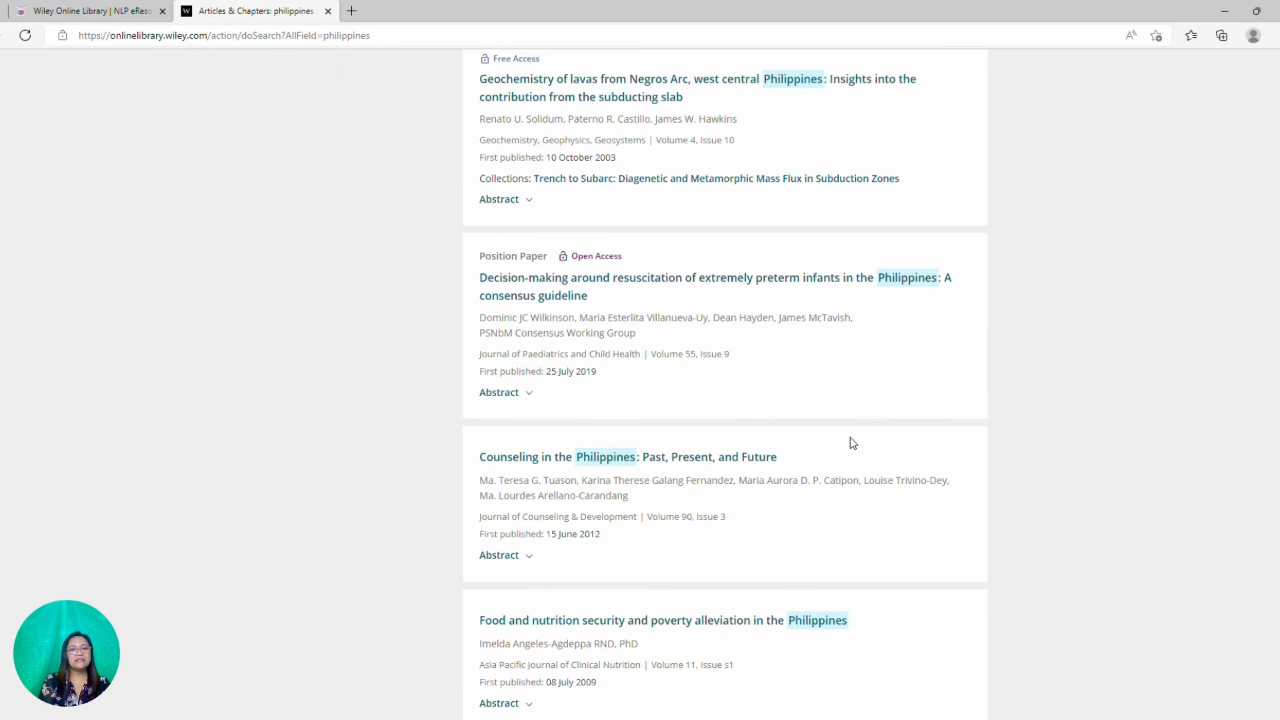 Wiley Online Library | NLP eReso
Articles & Chapters: philippines
https://onlinelibrary.wiley.com/action/doSearch?AllField=philippines
Free Access
Geochemistry of lavas from Negros Arc, west central Philippines: Insights into the
contribution from the subducting slab
Renato U. Solidum, Paterno R. Castillo, James W. Hawkins
Geochemistry, Geophysics, Geosystems | Volume 4, Issue 10
First published: 10 October 2003
Collections: Trench to Subarc: Diagenetic and Metamorphic Mass Flux in Subduction Zones
Abstract
Position Paper Open Access
Decision-making around resuscitation of extremely preterm infants in the Philippines: A
consensus guideline
Dominic JC Wilkinson, Maria Esterlita Villanueva-Uy, Dean Hayden, James McTavish,
PSNbM Consensus Working Group
Journal of Paediatrics and Child Health | Volume 55, Issue 9
First published: 25 July 2019
Abstract
Counseling in the Philippines: Past, Present, and Future
Ma. Teresa G. Tuason, Karina Therese Galang Fernandez, Maria Aurora D. P. Catipon, Louise Trivino-Dey,
Ma. Lourdes Arellano-Carandang
Journal of Counseling & Development | Volume 90, Issue 3
First published: 15 June 2012
Abstract
Food and nutrition security and poverty alleviation in the Philippines
Imelda Angeles-Agdeppa RND, PhD
Asia Pacific Journal of Clinical Nutrition | Volume 11, Issue s1
First published: 08 July 2009
Abstract